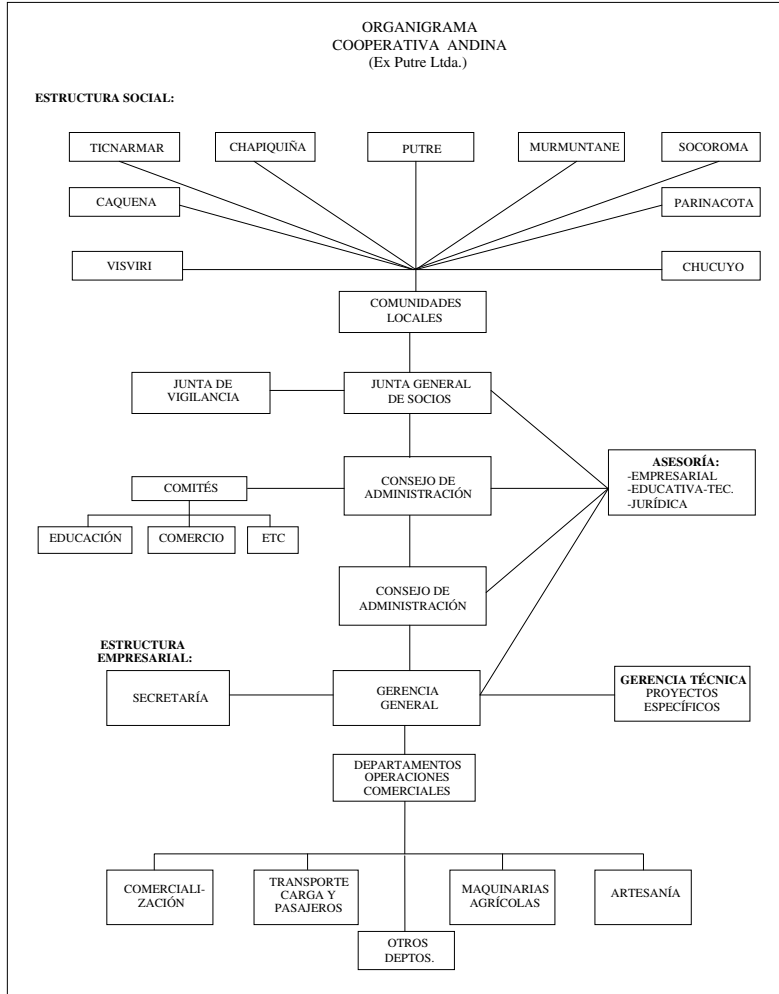 ORGANIGRAMA
COOPERATIVA ANDINA
(Ex Putre Ltda.)
ESTRUCTURA SOCIAL:
TICNARMAR
CHAPIQUIÑA
PUTRE
MURMUNTANE
SOCOROMA
CAQUENA
PARINACOTA
VISVIRI
CHUCUYO
COMUNIDADES
LOCALES
JUNTA DE
VIGILANCIA
JUNTA GENERAL
DE SOCIOS
ASESORÍA:
-EMPRESARIAL
-EDUCATIVA-TEC.
-JURÍDICA
CONSEJO DE
ADMINISTRACIÓN
COMITÉS
EDUCACIÓN
COMERCIO
ETC
CONSEJO DE
ADMINISTRACIÓN
ESTRUCTURA
EMPRESARIAL:
SECRETARÍA
GERENCIA
GENERAL
GERENCIA TÉCNICA
PROYECTOS
ESPECÍFICOS
DEPARTAMENTOS
OPERACIONES
COMERCIALES
COMERCIALI-
ZACIÓN
TRANSPORTE
CARGA Y
PASAJEROS
MAQUINARIAS
AGRÍCOLAS
ARTESANÍA
OTROS
DEPTOS.